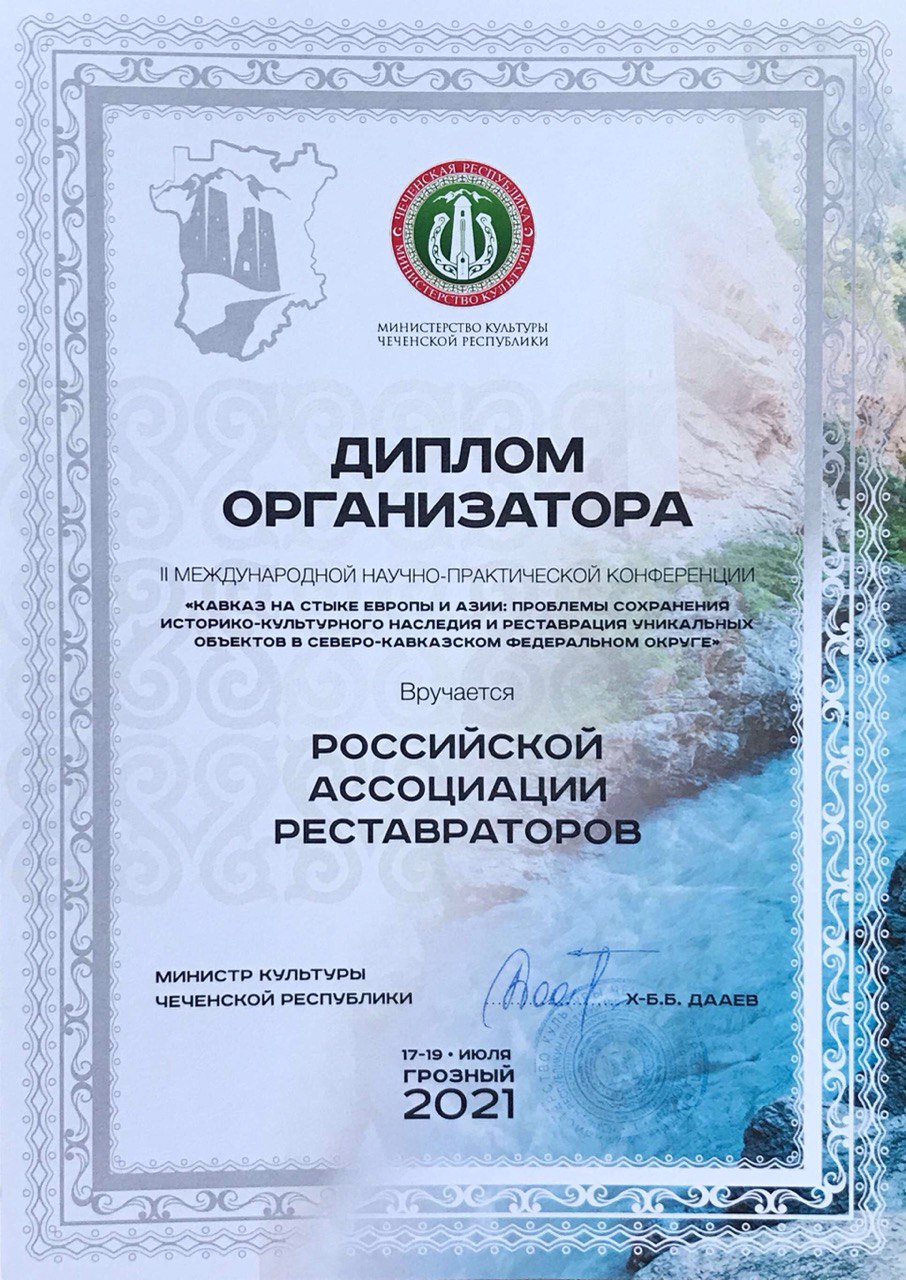 ЧЕЧЕНСКАЯ РЕСПУБЛИКА
МИНИСТЕРСТВО КУЛЬТУРЫ
МИНИСТЕРСТВО КУЛЬТУРЫ
ЧЕЧЕНСКОЙ РЕСПУБЛИКИ
ДИПЛОМ
ОРГАНИЗАТОРА
II МЕЖДУНАРОДНОЙ НАУЧНО-ПРАКТИЧЕСКОЙ КОНФЕРЕНЦИИ
«КАВКАЗ НА СТЫКЕ ЕВРОПЫ И АЗИИ: ПРОБЛЕМЫ СОХРАНЕНИЯ
ИСТОРИКО-КУЛЬТУРНОГО НАСЛЕДИЯ И РЕСТАВРАЦИЯ УНИКАЛЬНЫХ
ОБЪЕКТОВ В СЕВЕРО-КАВКАЗСКОМ ФЕДЕРАЛЬНОМ ОКРУГЕ»
Вручается
РОССИЙСКОЙ
АССОЦИАЦИИ
РЕСТАВРАТОРОВ
МИНИСТР КУЛЬТУРЫ
ЧЕЧЕНСКОЙ РЕСПУБЛИКИ
Х-Б.Б. ДААЕВ
17-19 • ИЮЛЯ
ГРОЗНЫЙ
2021